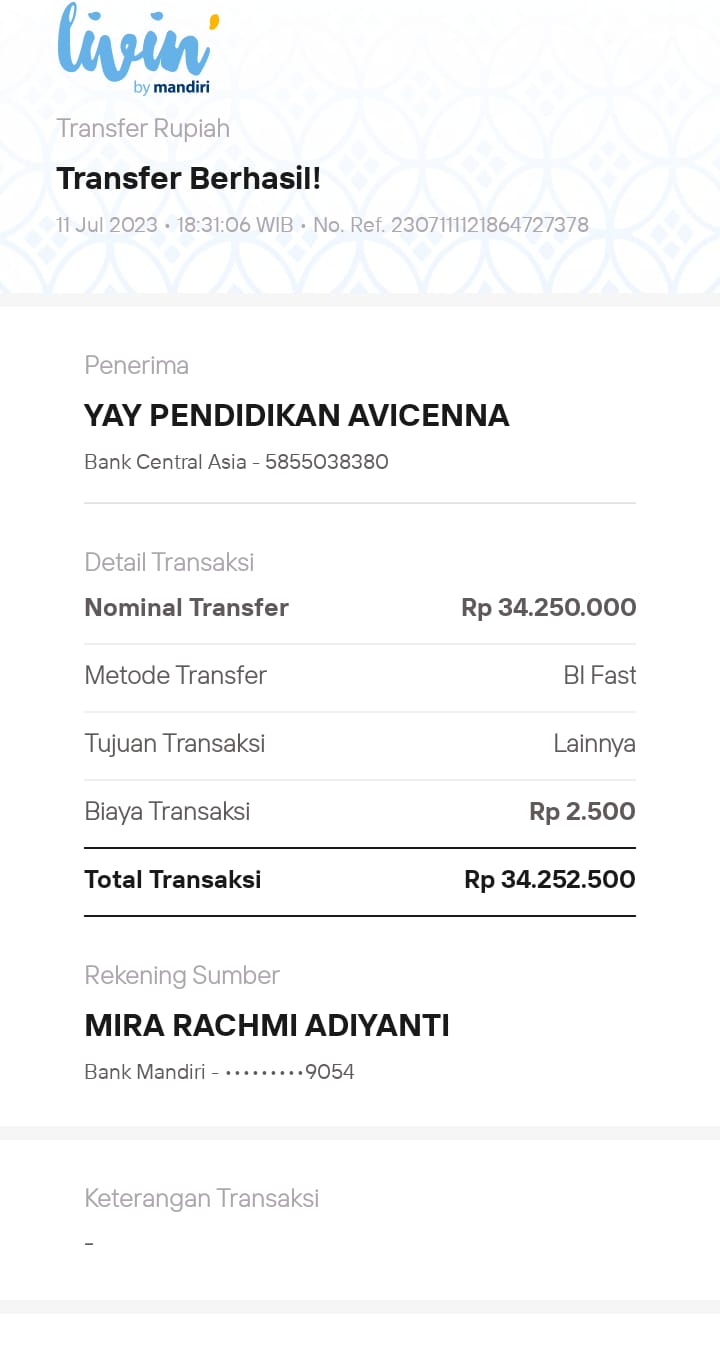 livin'
by mandiri
Transfer Rupiah
Transfer Berhasil!
11 Jul 2023 • 18:31:06 WIB • No. Ref. 2307111121864727378
Penerima
YAY PENDIDIKAN AVICENNA
Bank Central Asia - 5855038380
Detail Transaksi
Nominal Transfer Rp 34.250.000
Metode Transfer BI Fast
Tujuan Transaksi Lainnya
Biaya Transaksi Rp 2.500
Total Transaksi Rp 34.252.500
Rekening Sumber
MIRA RACHMI ADIYANTI
Bank Mandiri - •••••••••9054
Keterangan Transaksi
-